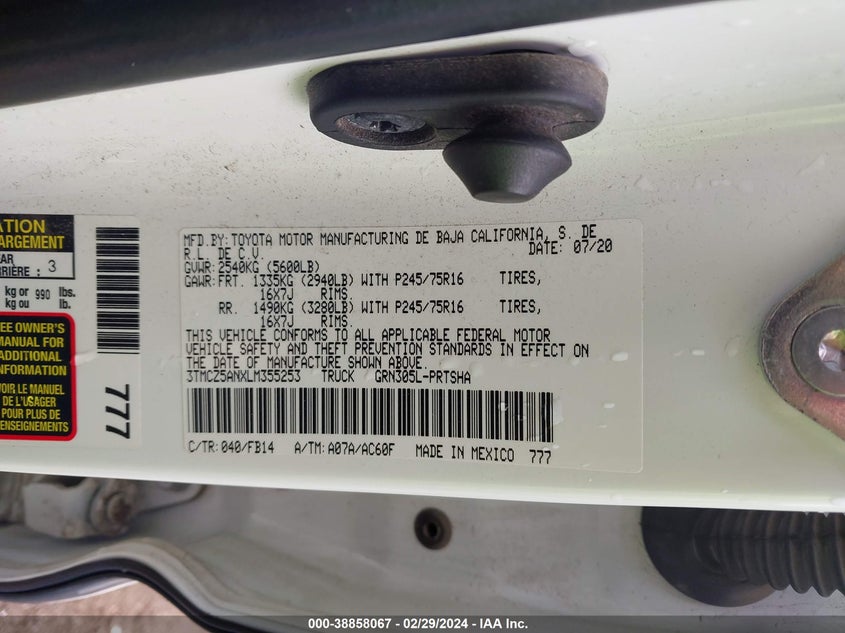 ATION
ARGEMENT
AR
RRIÈRE : 3
kg or 990 lbs.
kg ou lb.
EE OWNER'S
MANUAL FOR
ADDITIONAL
NFORMATION
VOIR LE MANUEL
DE L'USAGER
POUR PLUS DE
RENSEIGNEMENTS
777
MFD.BY:TOYOTA MOTOR MANUFACTURING DE BAJA CALIFORNIA, S. DE
R.L. DE C.V. DATE: 07/20
GVWR:2540KG (5600LB)
GAWR:FRT. 1335KG (2940LB) WITH P245/75R16 TIRES,
16X7J RIMS.
RR. 1490KG (3280LB) WITH P245/75R16 TIRES,
16X7J RIMS.
THIS VEHICLE CONFORMS TO ALL APPLICABLE FEDERAL MOTOR
VEHICLE SAFETY AND THEFT PREVENTION STANDARDS IN EFFECT ON
THE DATE OF MANUFACTURE SHOWN ABOVE.
3TMCZ5ANXLM355253 TRUCK GRN305L-PRTSHA
C/TR:040/FB14 A/TM:A07A/AC60F MADE IN MEXICO 777
000-38858067 - 02/29/2024 - IAA Inc.